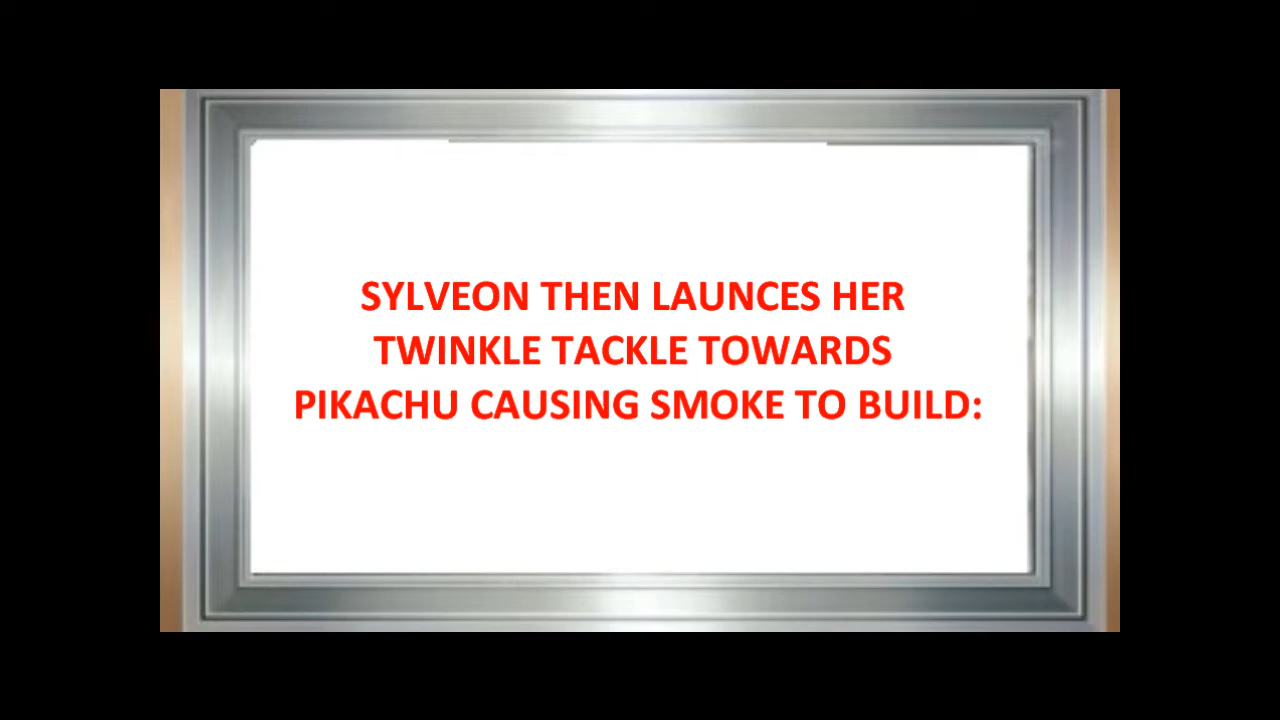 SYLVEON THEN LAUNCES HER
TWINKLE TACKLE TOWARDS
PIKACHU CAUSING SMOKE TO BUILD: